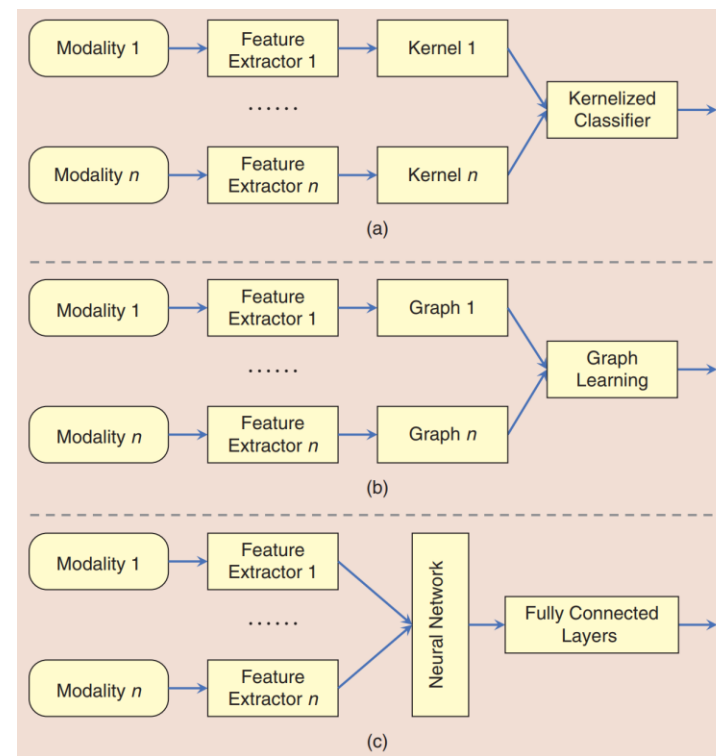 Modality 1
Feature
Extractor 1
Kernel 1
Kernelized
Classifier
......
Modality n
Feature
Extractor n
Kernel n
(a)
Modality 1
Feature
Extractor 1
Graph 1
Graph
Learning
......
Modality n
Feature
Extractor n
Graph n
(b)
Modality 1
Feature
Extractor 1
Neural Network
Fully Connected
Layers
......
Modality n
Feature
Extractor n
(c)